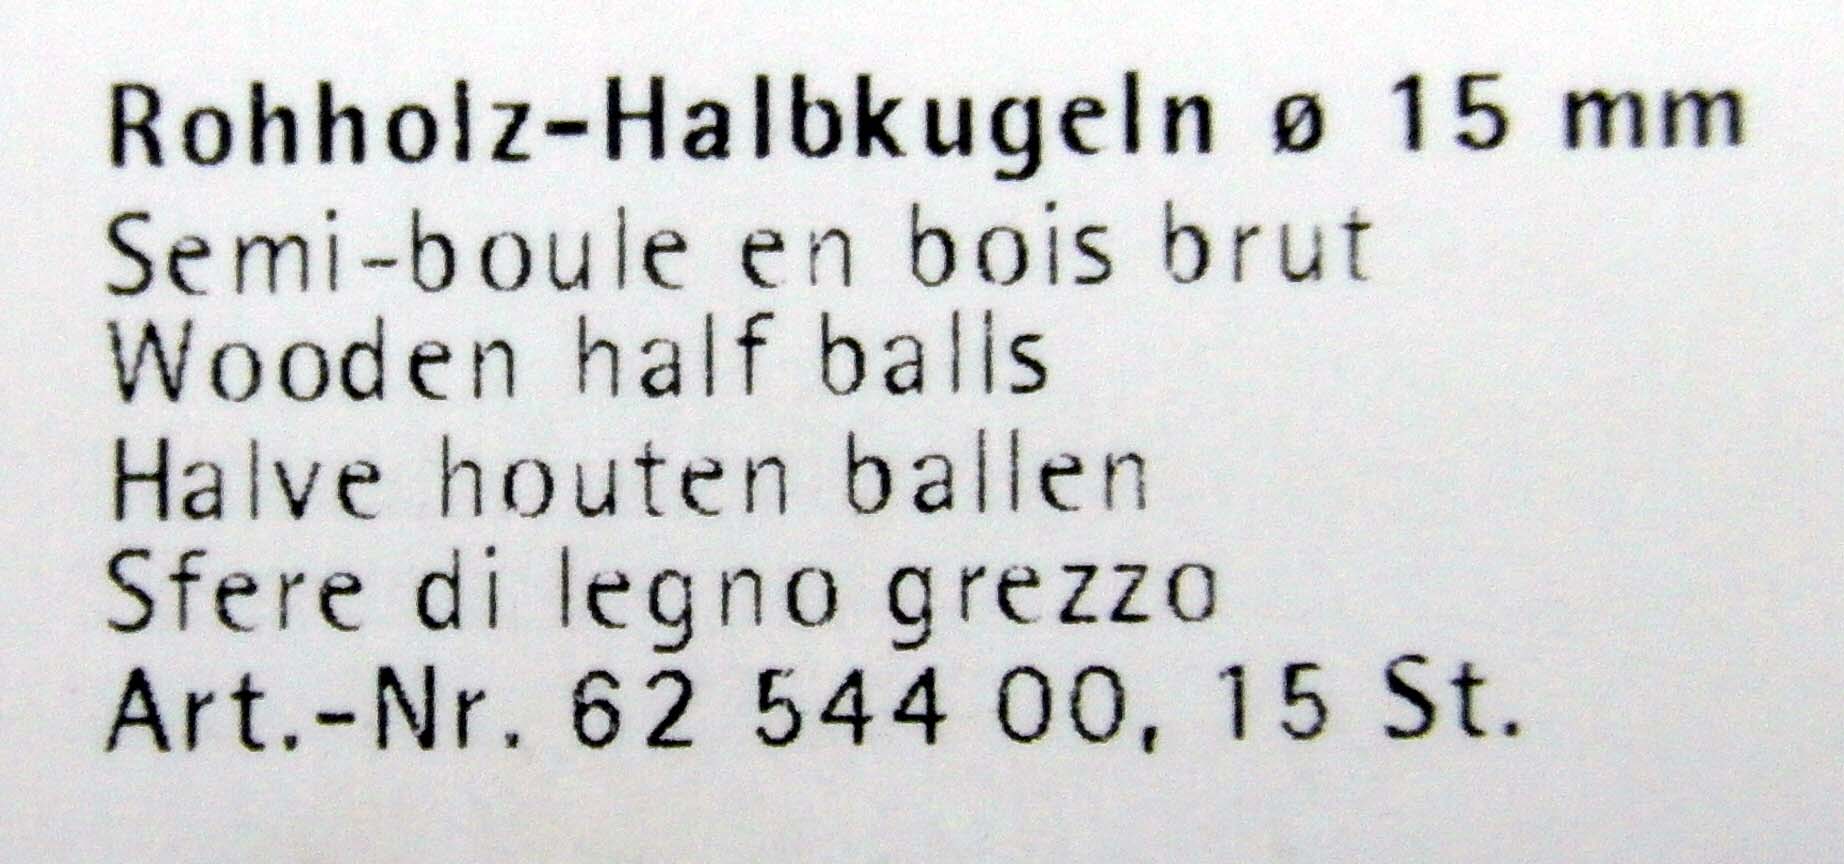 Rohholz-Halbkugeln ø 15 mm
Semi-boule en bois brut
Wooden half balls
Halve houten ballen
Sfere di legno grezzo
Art.-Nr. 62 544 00, 15 St.